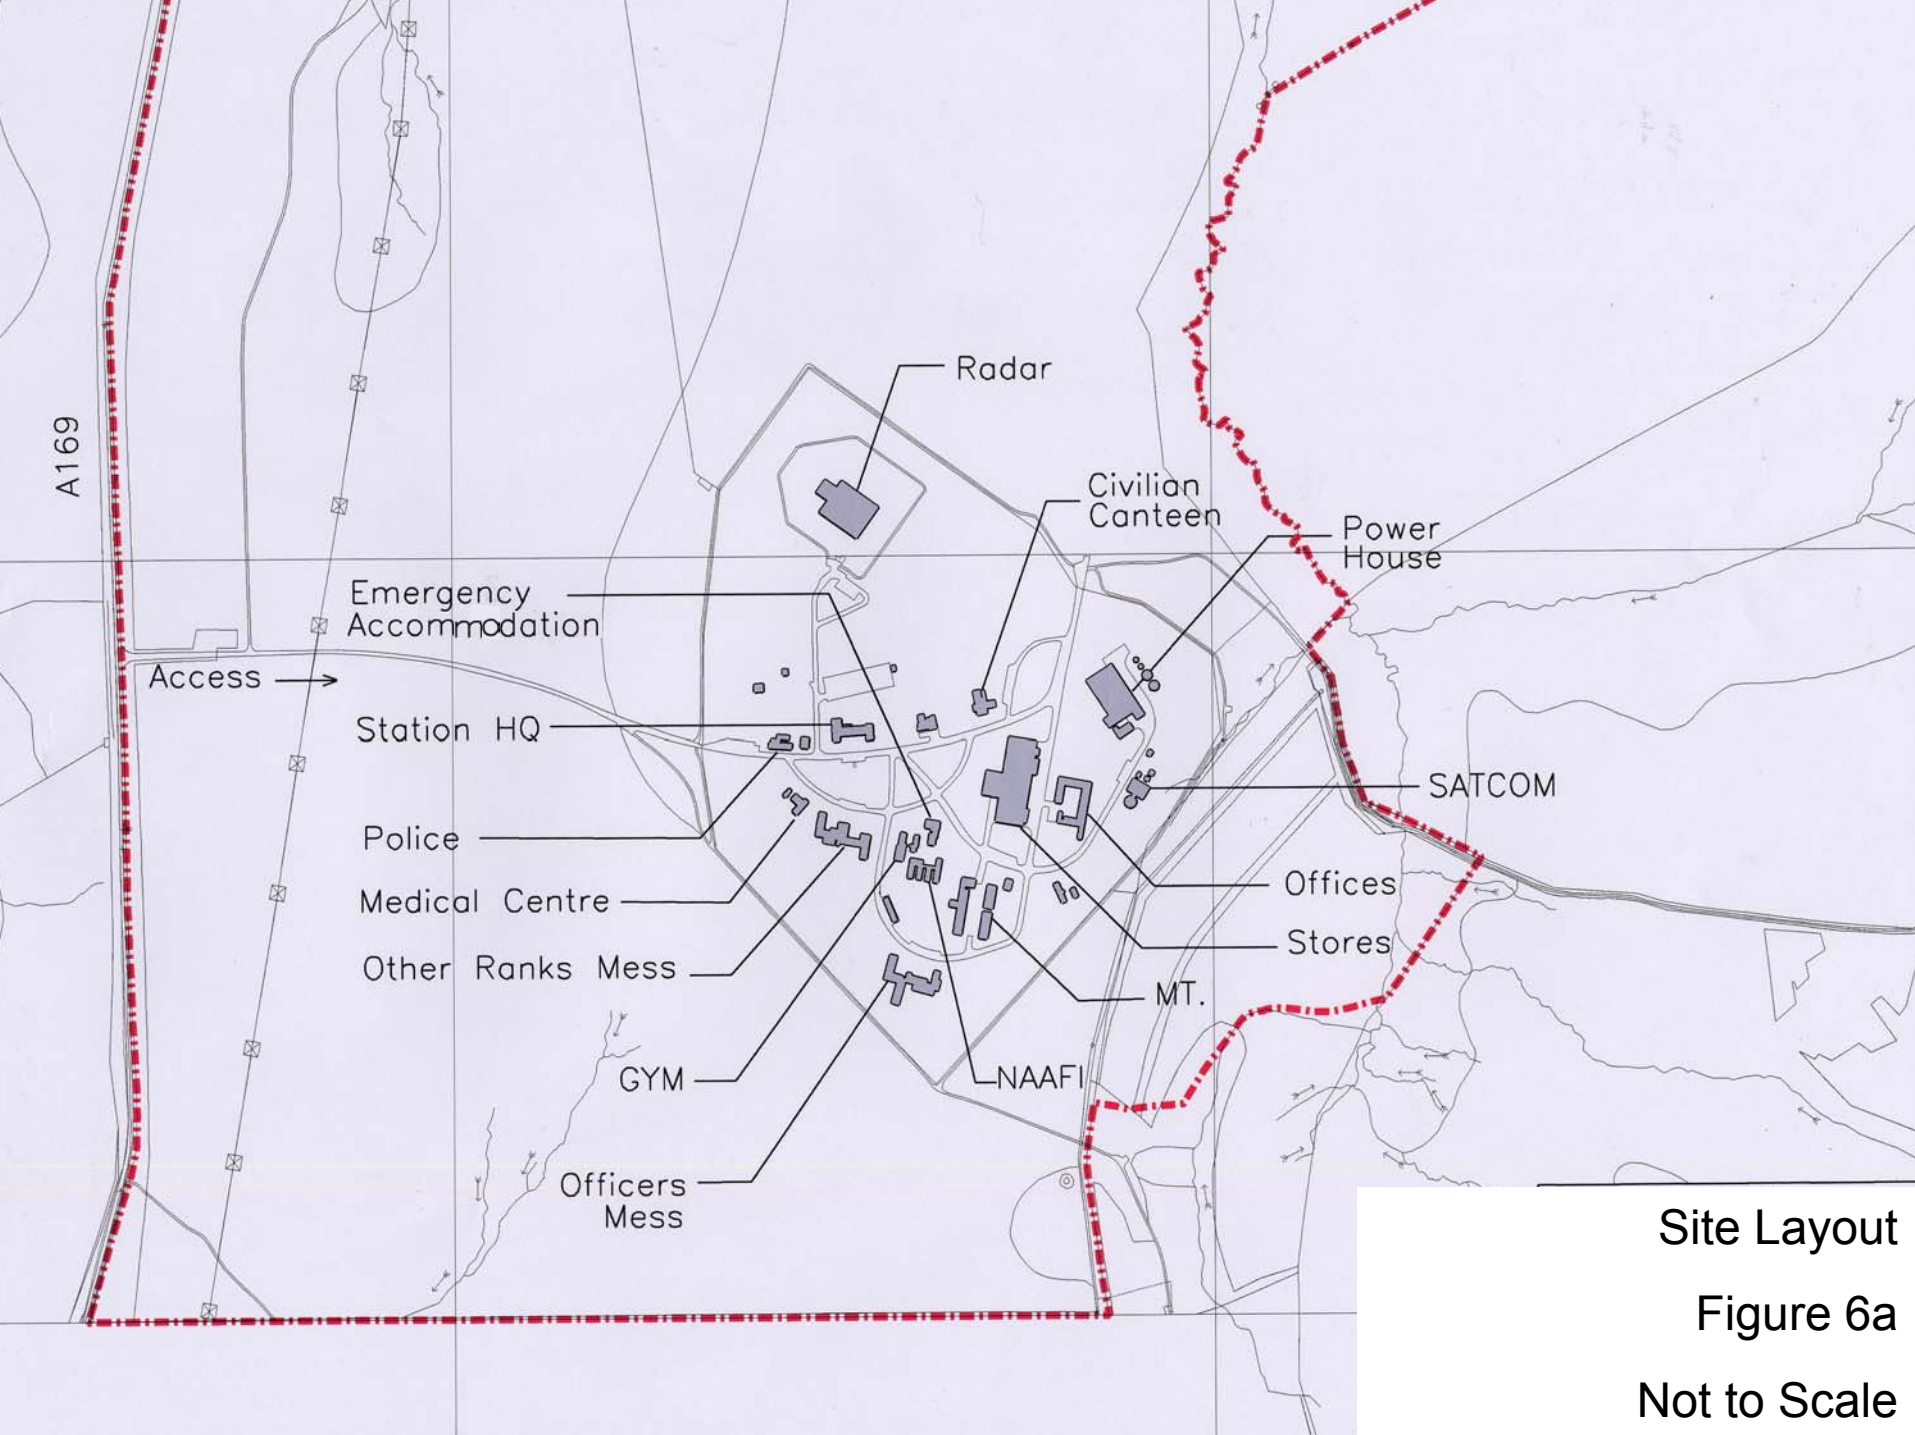 Radar
A169
Civilian
Canteen
Power
House
Emergency
Accommodation
Access
Station HQ
SATCOM
Police
Offices
Medical Centre
Stores
Other Ranks Mess
MT.
GYM
NAAFI
Officers
Mess
Site Layout
Figure 6a
Not to Scale